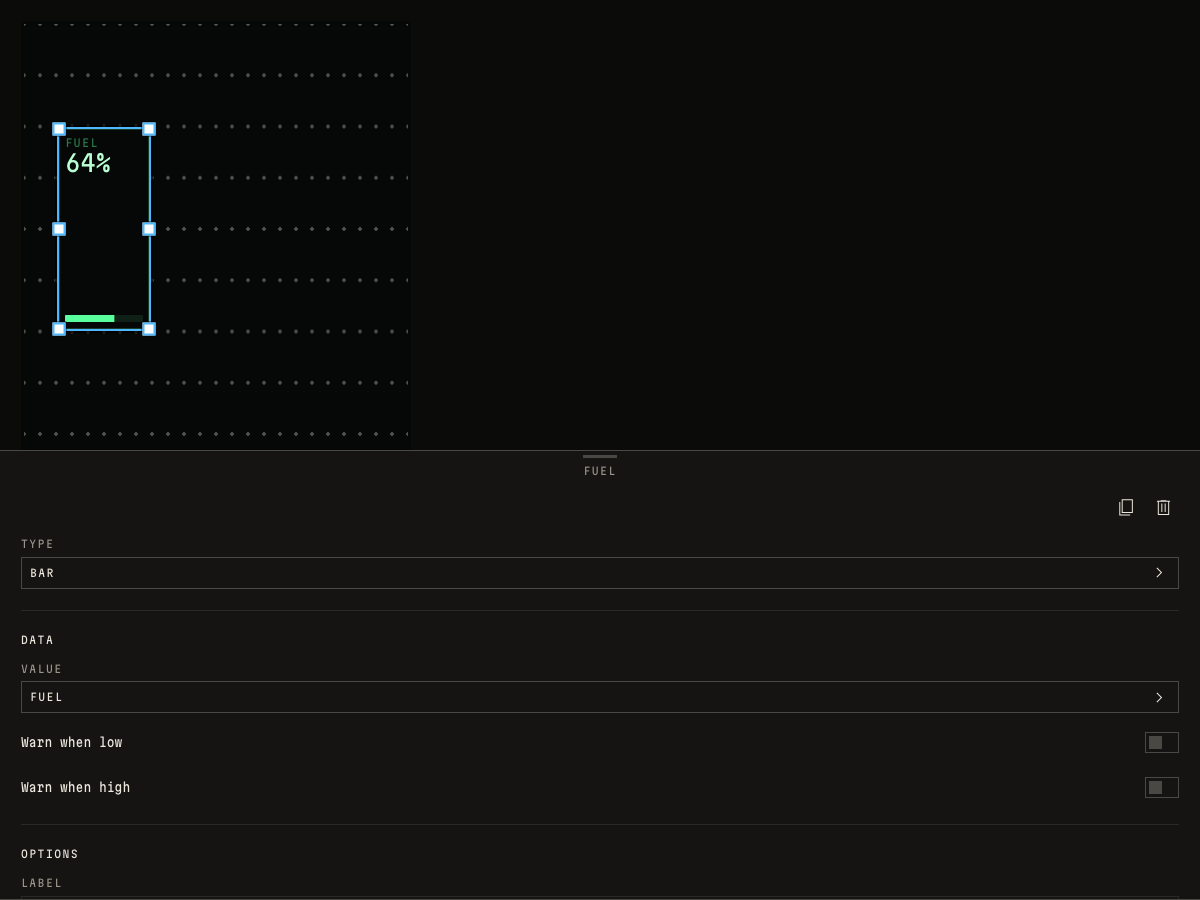 FUEL
64%
FUEL
TYPE
BAR
DATA
VALUE
FUEL
Warn when low
Warn when high
OPTIONS
LABEL